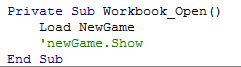 Private Sub Workbook_Open()
    Load NewGame
    'newGame.Show
End Sub